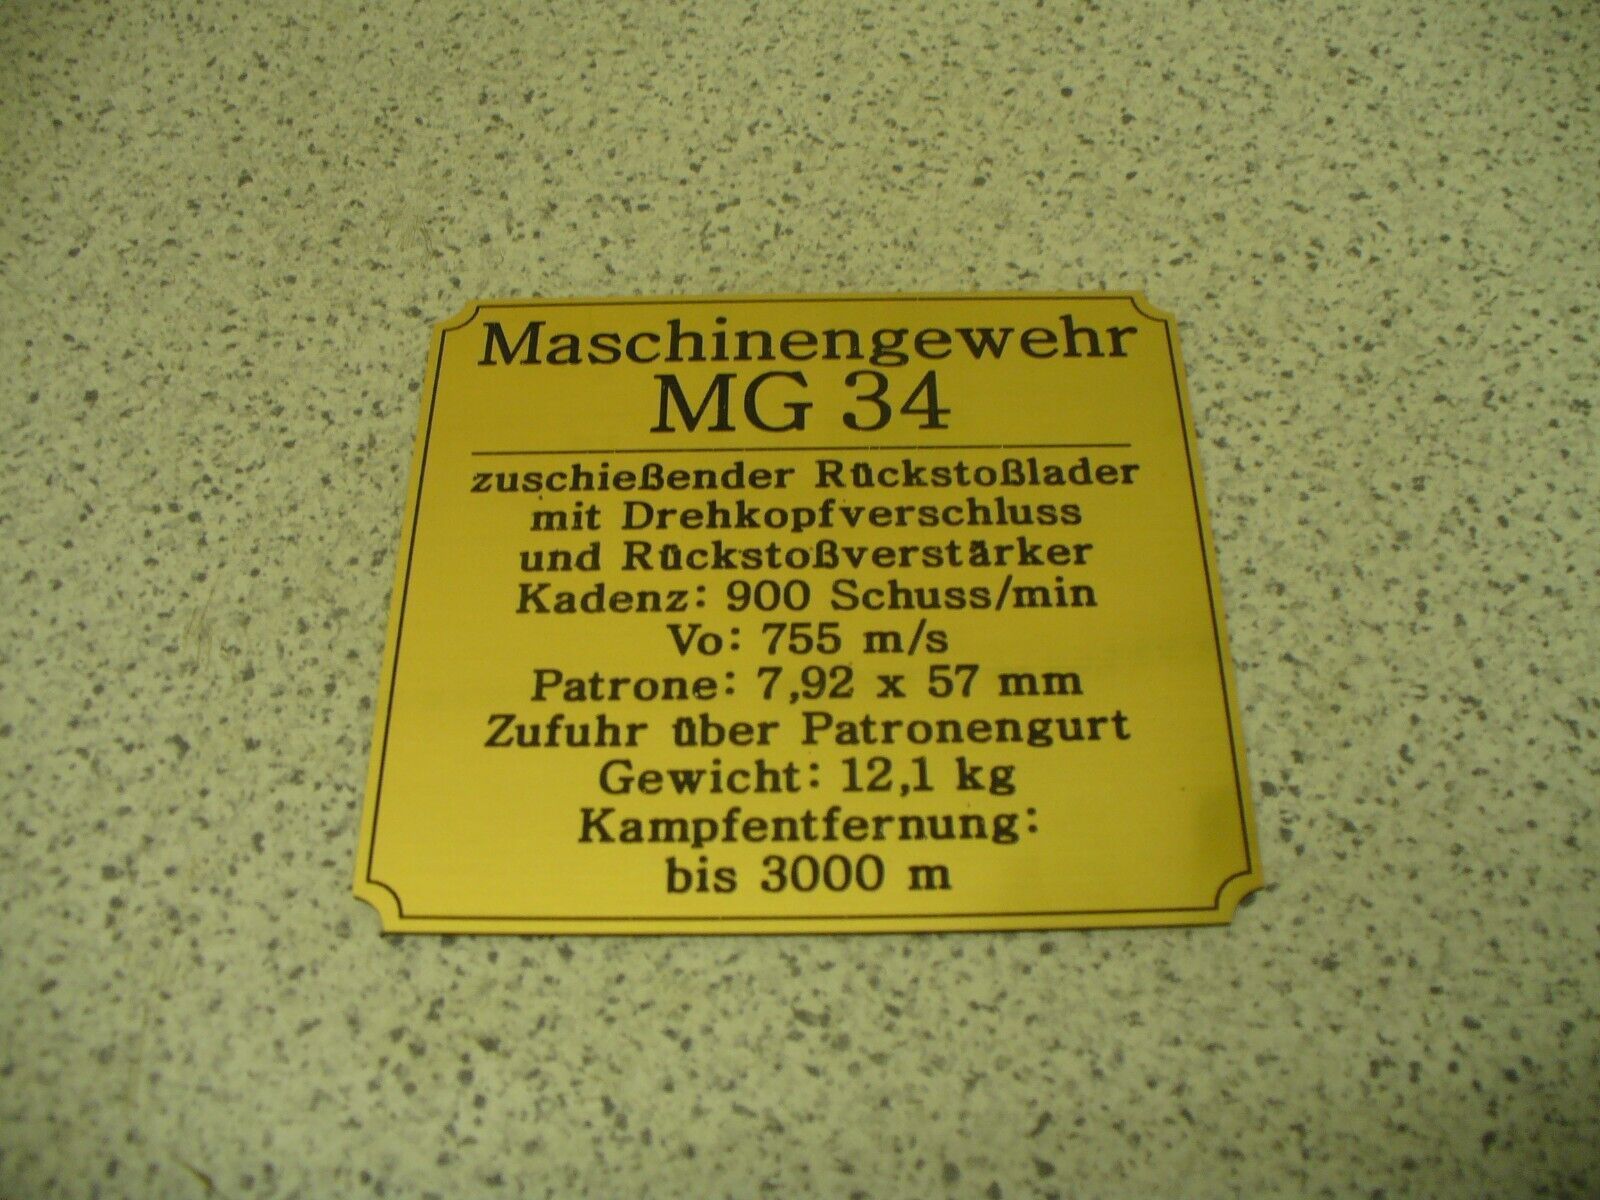 Maschinengewehr
MG 34
zuschießender Rückstoßlader
mit Drehkopfverschluss
und Rückstoßverstärker
Kadenz: 900 Schuss/min
Vo: 755 m/s
Patrone: 7,92 x 57 mm
Zufuhr über Patronengurt
Gewicht: 12,1 kg
Kampfentfernung:
bis 3000 m